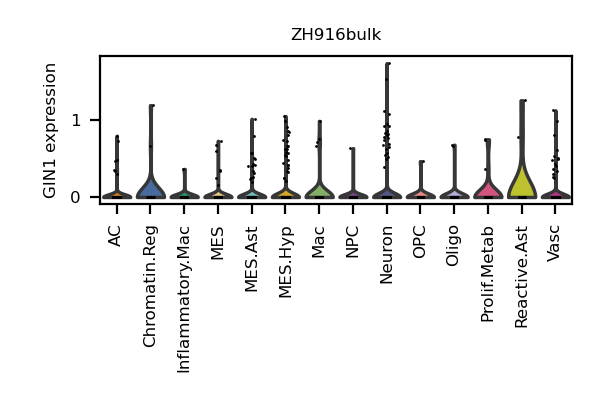 ZH916bulk
GIN1 expression
1
0
AC
Chromatin.Reg
Inflammatory.Mac
MES
MES.Ast
MES.Hyp
Mac
NPC
Neuron
OPC
Oligo
Prolif.Metab
Reactive.Ast
Vasc